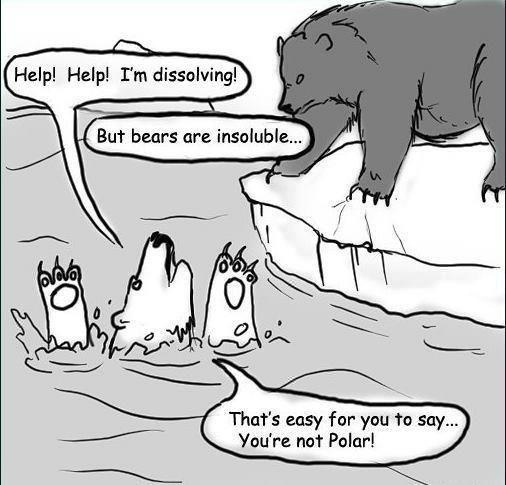 Help!  Help!  I'm dissolving!
But bears are insoluble...
That's easy for you to say...
You're not Polar!